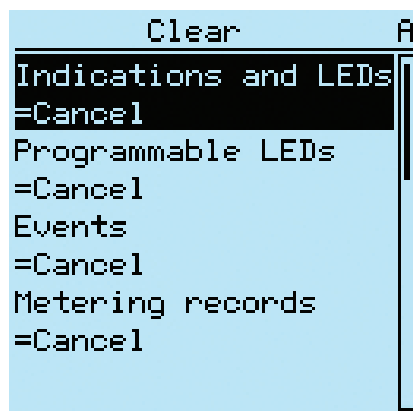 Clear A
Indications and LEDs
=Cancel
Programmable LEDs
=Cancel
Events
=Cancel
Metering records
=Cancel